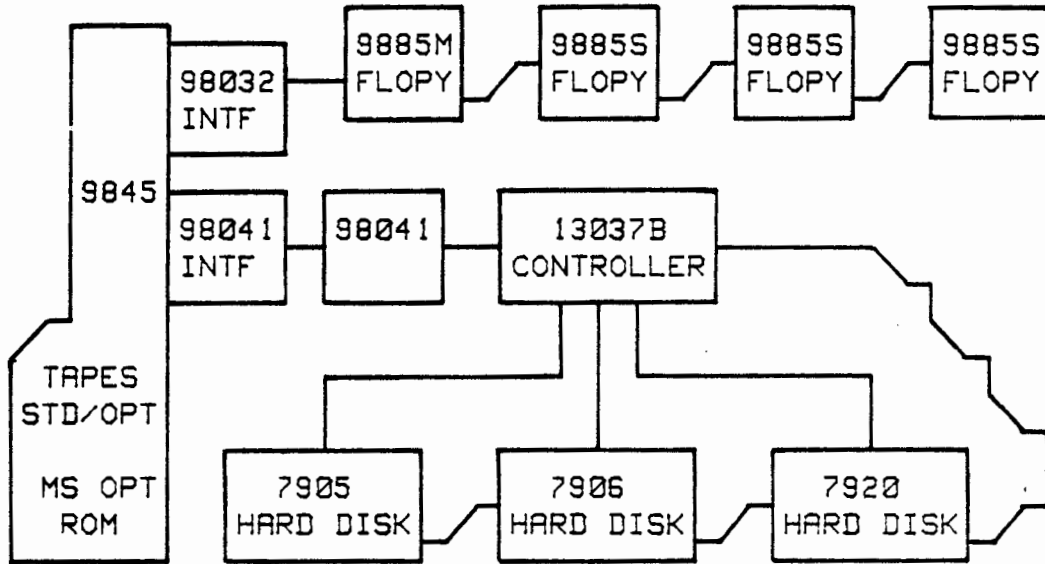 9885M
FLOPY
9885S
FLOPY
9885S
FLOPY
9885S
FLOPY
98032
INTF
9845
98041
INTF
98041
13037B
CONTROLLER
TAPES
STD/OPT
MS OPT
ROM
7905
HARD DISK
7906
HARD DISK
7920
HARD DISK